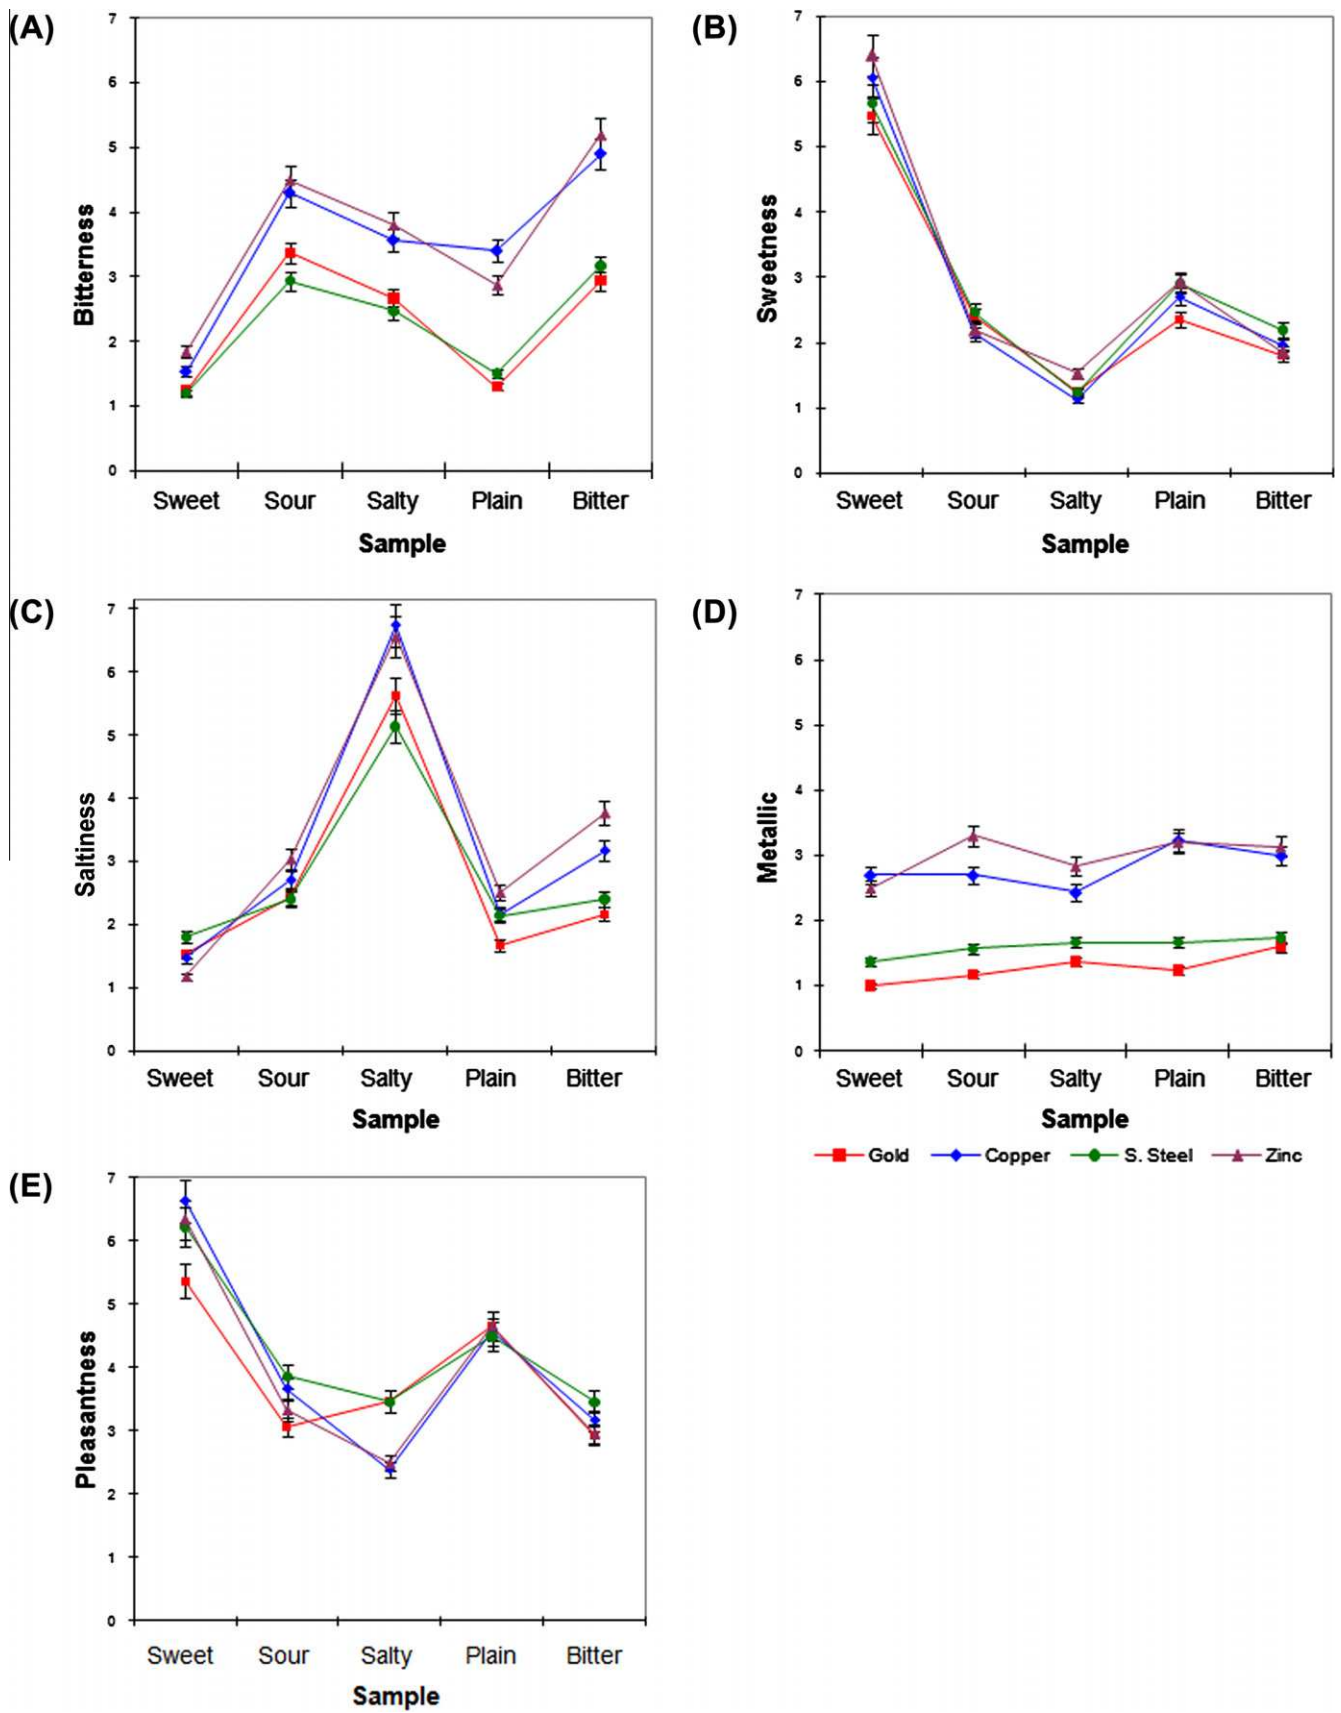 (A)
7
6
5
4
3
2
1
0
Bitterness
Sweet Sour Salty Plain Bitter
Sample
(B)
7
6
5
4
3
2
1
0
Sweetness
Sweet Sour Salty Plain Bitter
Sample
(C)
7
6
5
4
3
2
1
0
Saltiness
Sweet Sour Salty Plain Bitter
Sample
(D)
7
6
5
4
3
2
1
0
Metallic
Sweet Sour Salty Plain Bitter
Sample
Gold Copper S. Steel Zinc
(E)
7
6
5
4
3
2
1
0
Pleasantness
Sweet Sour Salty Plain Bitter
Sample